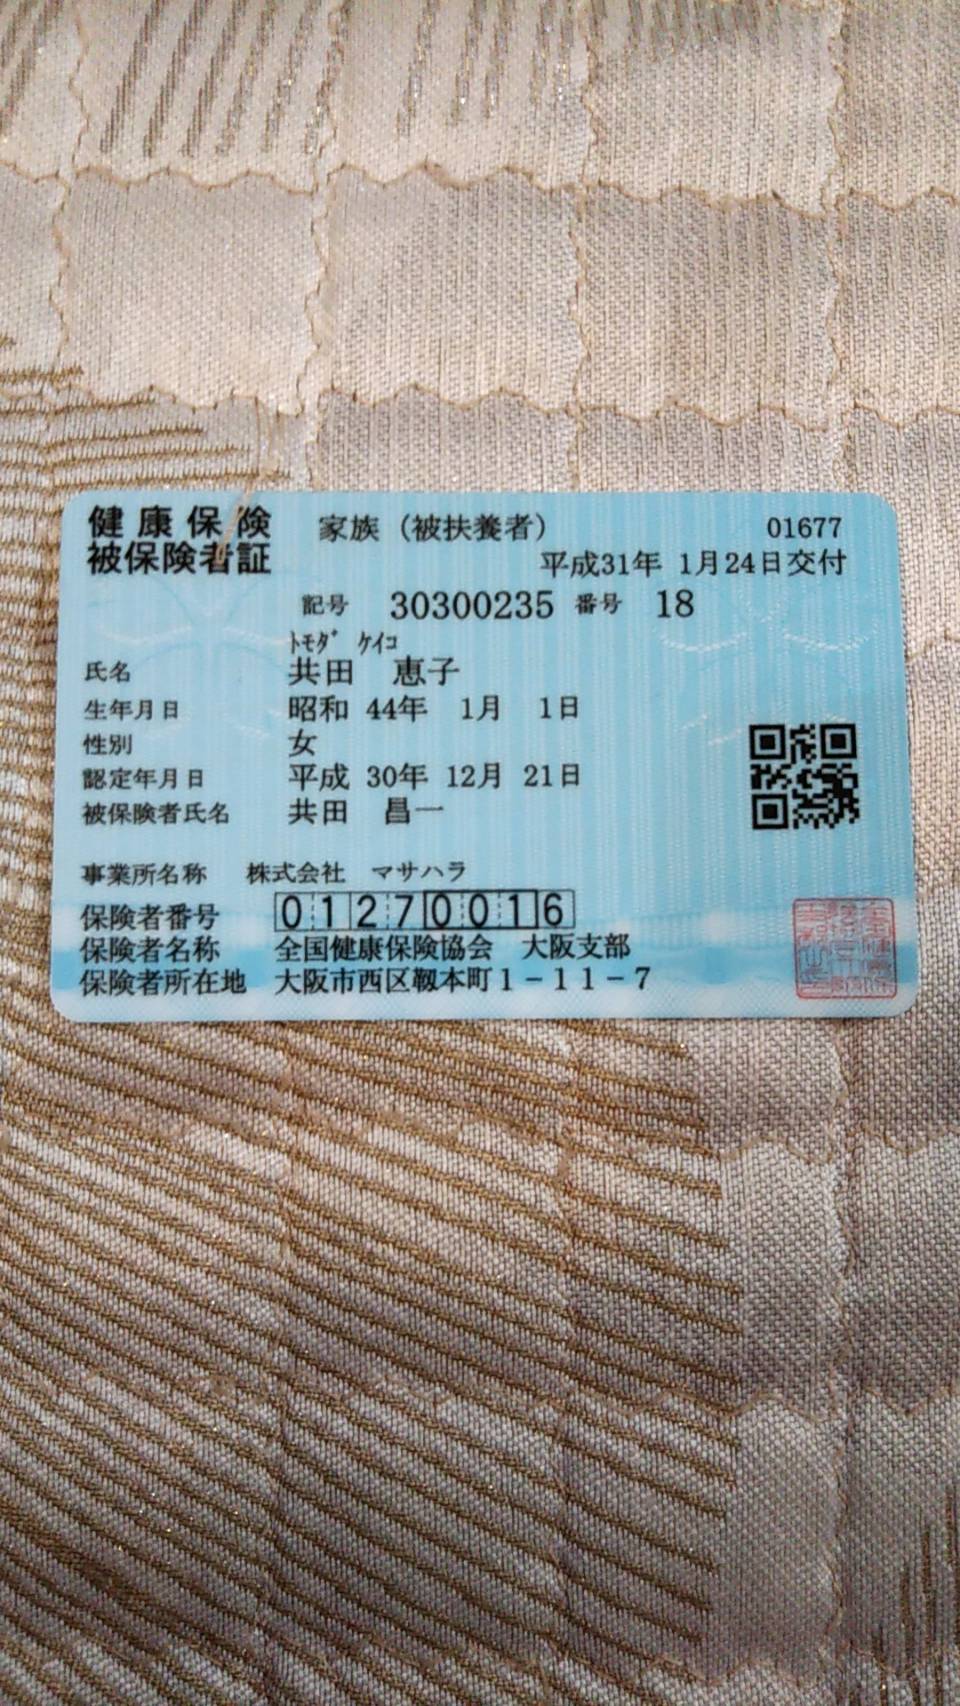 健康保険 家族（被扶養者） 01677
被保険者証 平成31年 1月24日交付
記号 30300235 番号 18
ﾄﾓﾀﾞ ｹｲｺ
氏名 共田 恵子
生年月日 昭和 44年 1月 1日
性別 女
認定年月日 平成 30年 12月 21日
被保険者氏名 共田 昌一
事業所名称 株式会社 マサハラ
保険者番号 01270016
保険者名称 全国健康保険協会 大阪支部
保険者所在地 大阪市西区靱本町１－１１－７